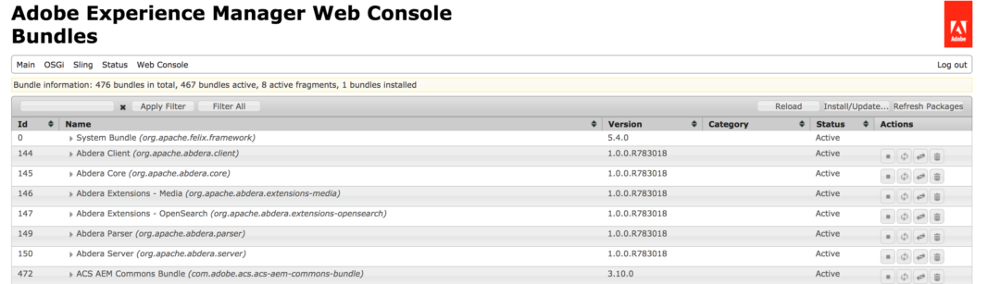 Adobe Experience Manager Web Console
Bundles
Adobe
Main OSGi Sling Status Web Console Log out
Bundle information: 476 bundles in total, 467 bundles active, 8 active fragments, 1 bundles installed
Apply Filter Filter All Reload Install/Update... Refresh Packages
Id Name Version Category Status Actions
0 System Bundle (org.apache.felix.framework) 5.4.0 Active
144 Abdera Client (org.apache.abdera.client) 1.0.0.R783018 Active
145 Abdera Core (org.apache.abdera.core) 1.0.0.R783018 Active
146 Abdera Extensions - Media (org.apache.abdera.extensions-media) 1.0.0.R783018 Active
147 Abdera Extensions - OpenSearch (org.apache.abdera.extensions-opensearch) 1.0.0.R783018 Active
149 Abdera Parser (org.apache.abdera.parser) 1.0.0.R783018 Active
150 Abdera Server (org.apache.abdera.server) 1.0.0.R783018 Active
472 ACS AEM Commons Bundle (com.adobe.acs.acs-aem-commons-bundle) 3.10.0 Active